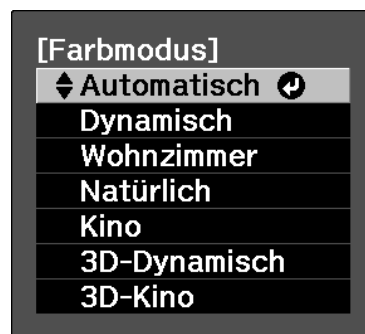 [Farbmodus]
Automatisch
Dynamisch
Wohnzimmer
Natürlich
Kino
3D-Dynamisch
3D-Kino